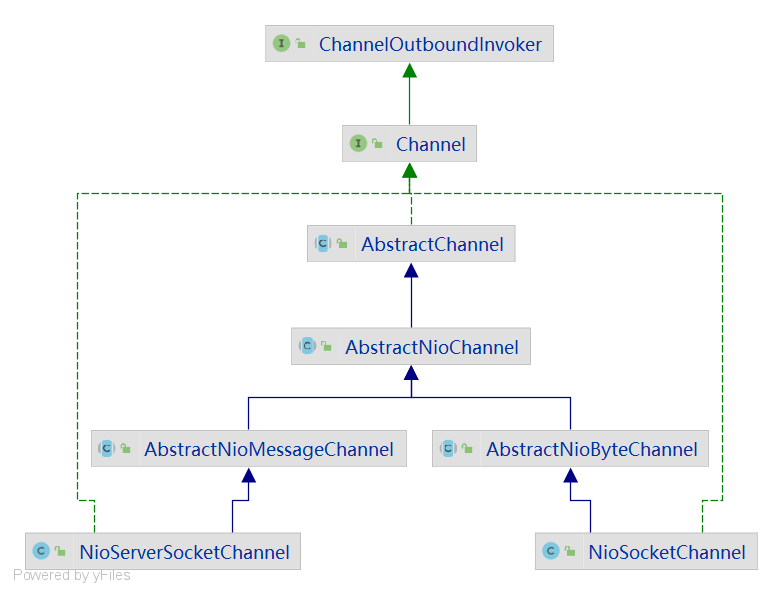 I ChannelOutboundInvoker
I Channel
C AbstractChannel
C AbstractNioChannel
C AbstractNioMessageChannel
C AbstractNioByteChannel
C NioServerSocketChannel
C NioSocketChannel
Powered by yFiles